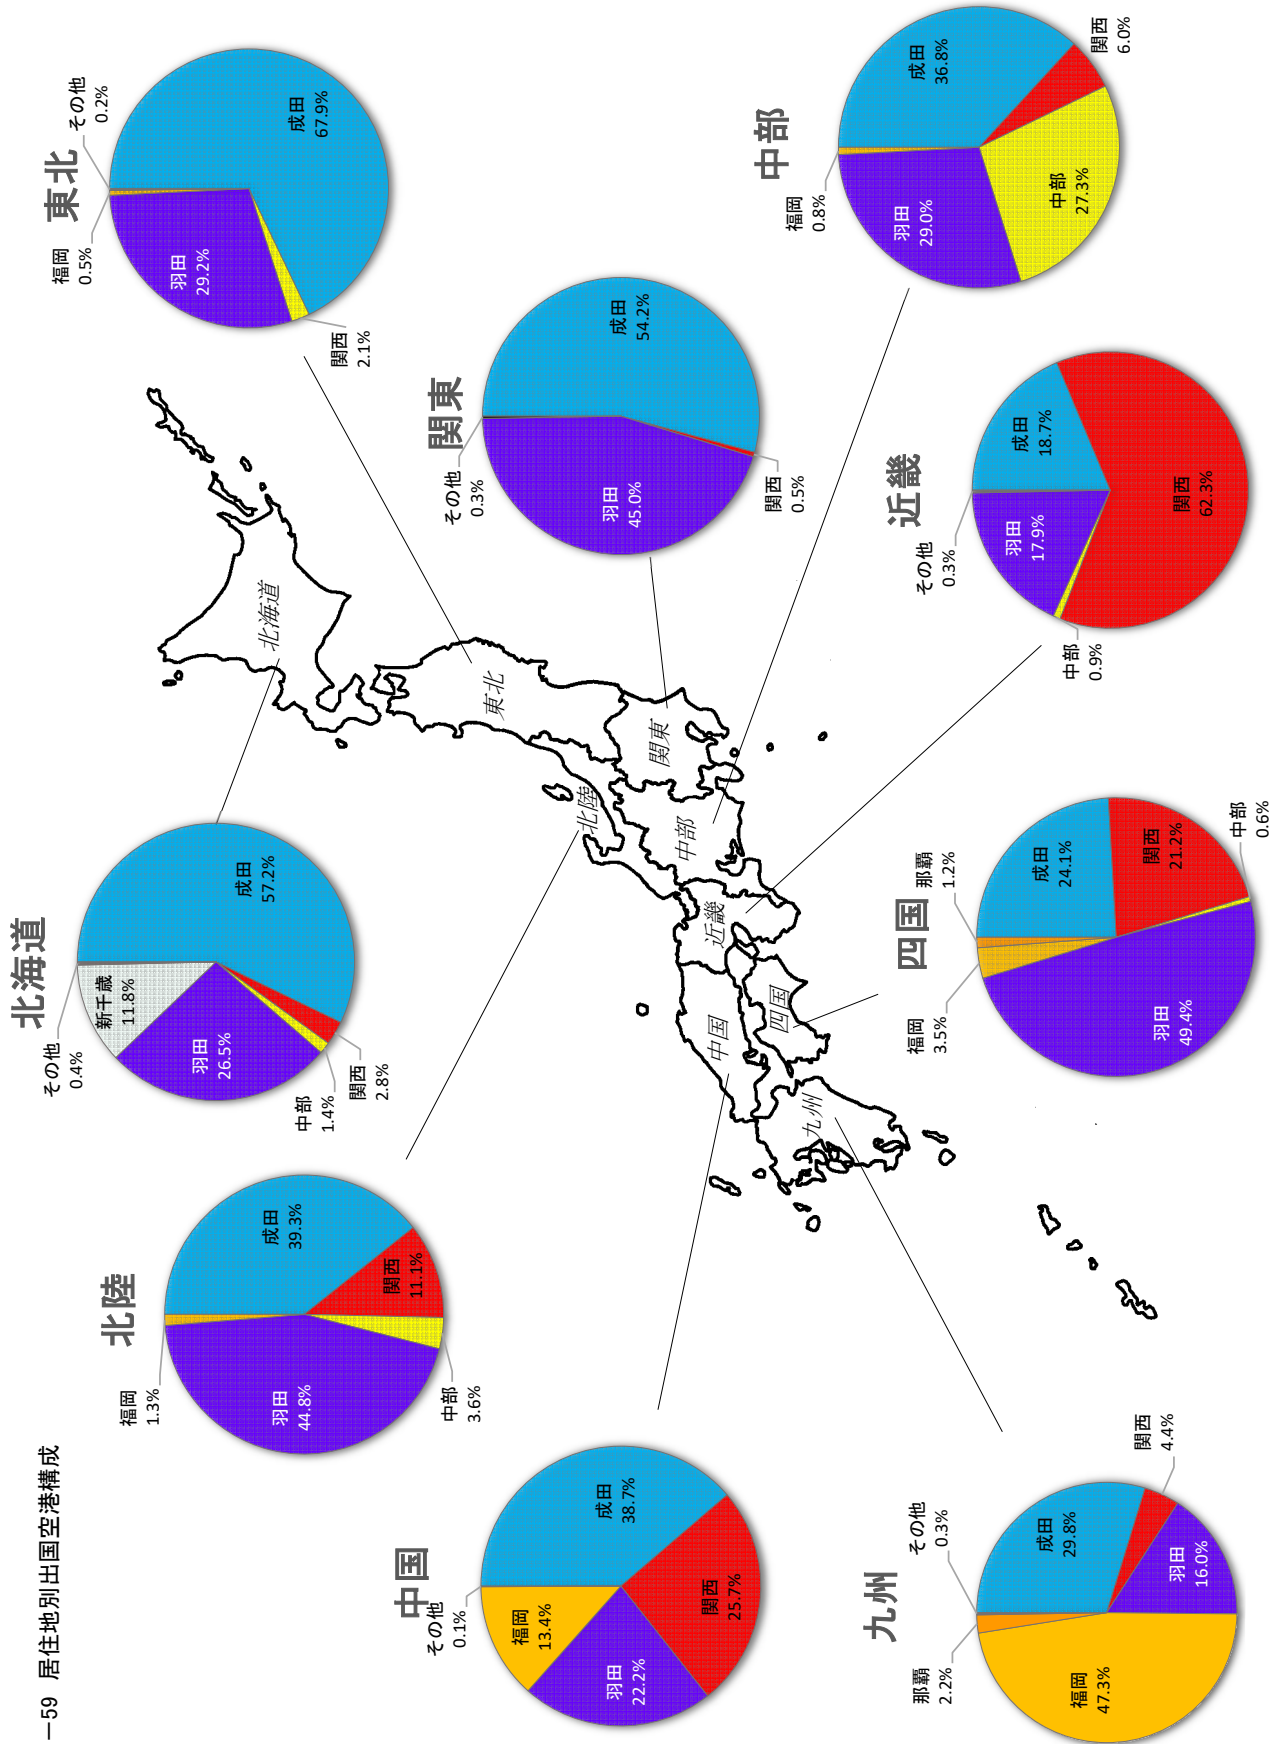 ―59 居住地別出国空港構成
北海道
その他
0.4%
新千歳
11.8%
羽田
26.5%
中部
1.4%
関西
2.8%
成田
57.2%
東北
福岡
0.5%
その他
0.2%
羽田
29.2%
関西
2.1%
成田
67.9%
北陸
福岡
1.3%
羽田
44.8%
中部
3.6%
関西
11.1%
成田
39.3%
関東
その他
0.3%
羽田
45.0%
関西
0.5%
成田
54.2%
中国
その他
0.1%
福岡
13.4%
羽田
22.2%
関西
25.7%
成田
38.7%
中部
福岡
0.8%
羽田
29.0%
中部
27.3%
関西
6.0%
成田
36.8%
九州
那覇
2.2%
その他
0.3%
福岡
47.3%
羽田
16.0%
関西
4.4%
成田
29.8%
四国
福岡
3.5%
那覇
1.2%
羽田
49.4%
中部
0.6%
関西
21.2%
成田
24.1%
近畿
その他
0.3%
羽田
17.9%
中部
0.9%
関西
62.3%
成田
18.7%
北海道
東北
北陸
関東
中部
近畿
中国
四国
九州